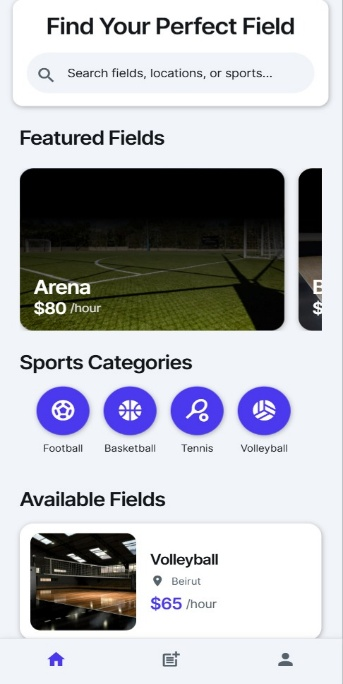 Find Your Perfect Field
Search fields, locations, or sports...
Featured Fields
Arena
$80 /hour
B
$
Sports Categories
Football
Basketball
Tennis
Volleyball
Available Fields
Volleyball
Beirut
$65 /hour